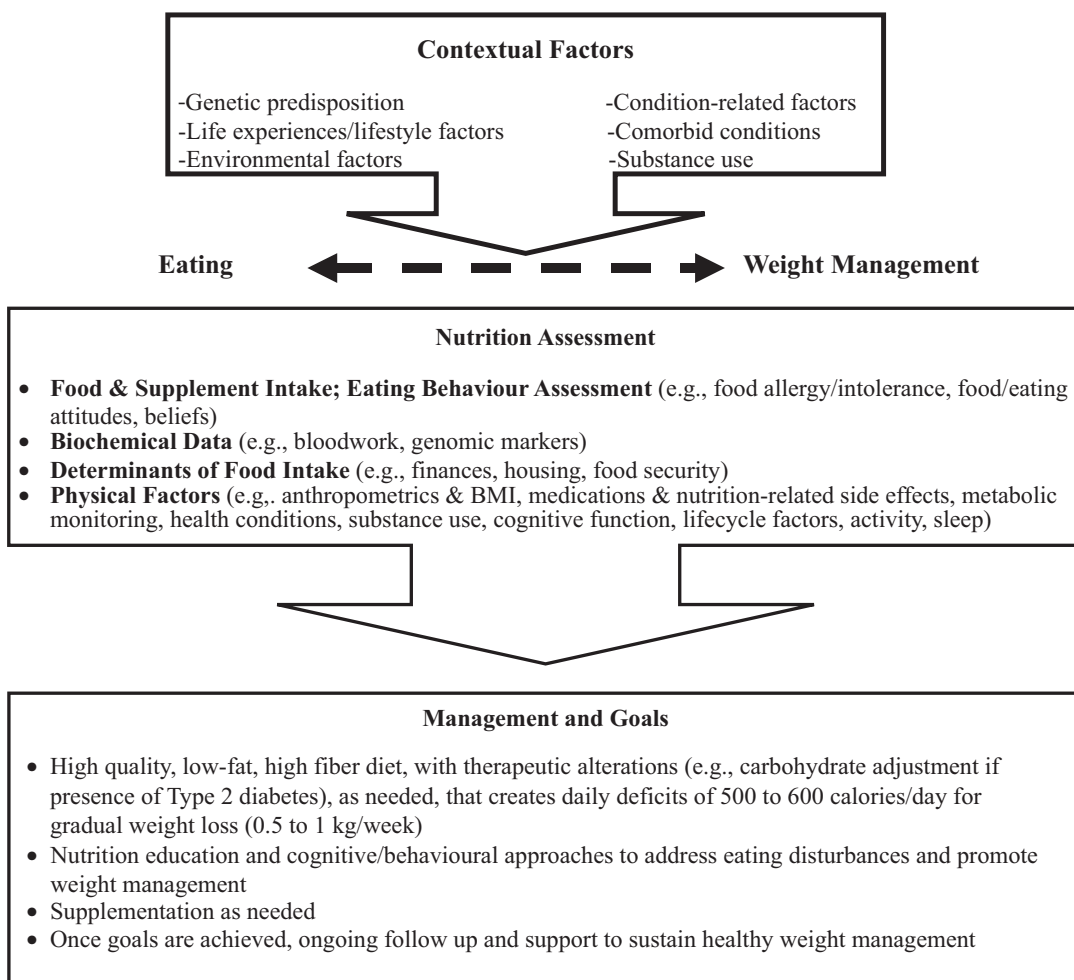 Contextual Factors
-Genetic predisposition
-Life experiences/lifestyle factors
-Environmental factors
-Condition-related factors
-Comorbid conditions
-Substance use
Eating
Weight Management
Nutrition Assessment
• Food & Supplement Intake; Eating Behaviour Assessment (e.g., food allergy/intolerance, food/eating
attitudes, beliefs)
• Biochemical Data (e.g., bloodwork, genomic markers)
• Determinants of Food Intake (e.g., finances, housing, food security)
• Physical Factors (e.g,. anthropometrics & BMI, medications & nutrition-related side effects, metabolic
monitoring, health conditions, substance use, cognitive function, lifecycle factors, activity, sleep)
Management and Goals
• High quality, low-fat, high fiber diet, with therapeutic alterations (e.g., carbohydrate adjustment if
presence of Type 2 diabetes), as needed, that creates daily deficits of 500 to 600 calories/day for
gradual weight loss (0.5 to 1 kg/week)
• Nutrition education and cognitive/behavioural approaches to address eating disturbances and promote
weight management
• Supplementation as needed
• Once goals are achieved, ongoing follow up and support to sustain healthy weight management